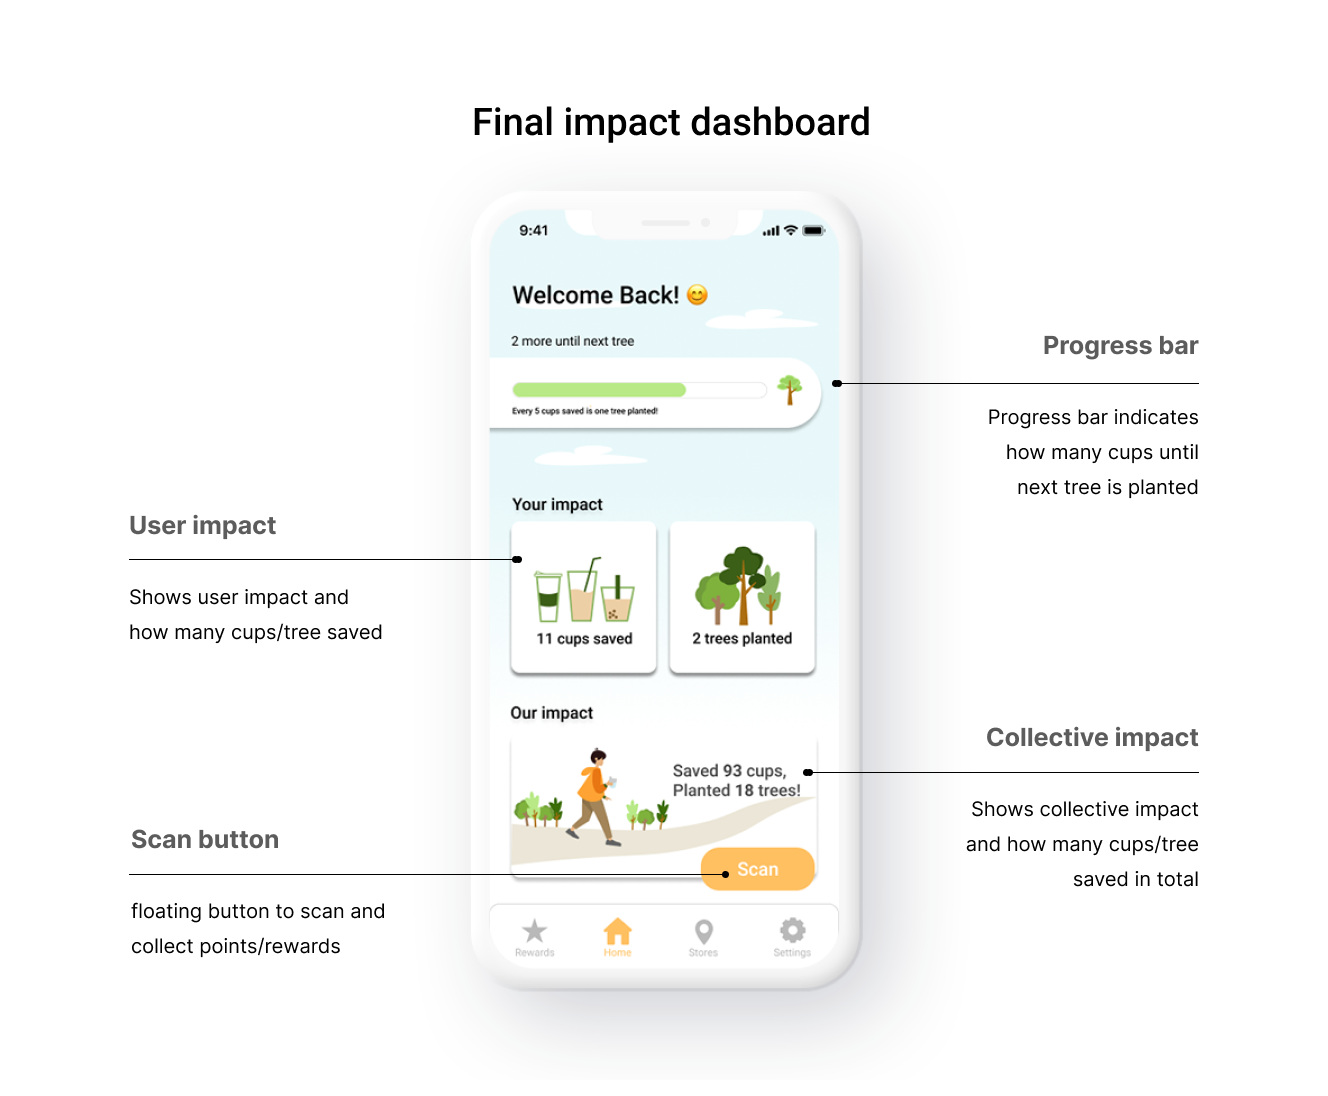 Final impact dashboard
9:41
Welcome Back! 😊
2 more until next tree
Every 5 cups saved is one tree planted!
Progress bar
Progress bar indicates
how many cups until
next tree is planted
Your impact
11 cups saved
2 trees planted
User impact
Shows user impact and
how many cups/tree saved
Our impact
Saved 93 cups,
Planted 18 trees!
Scan
Collective impact
Shows collective impact
and how many cups/tree
saved in total
Scan button
floating button to scan and
collect points/rewards
Rewards
Home
Stores
Settings